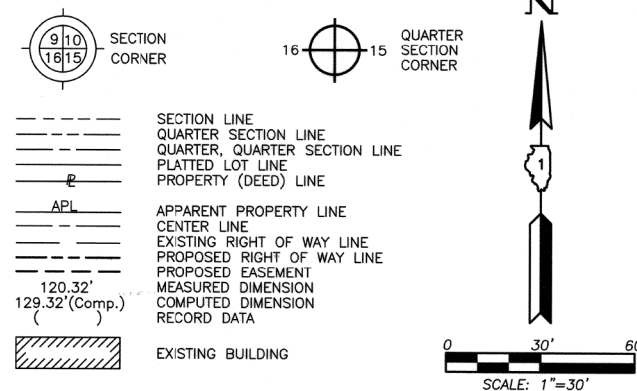 N
9 10
16 15
SECTION
CORNER
16 15
QUARTER
SECTION
CORNER
SECTION LINE
QUARTER SECTION LINE
QUARTER, QUARTER SECTION LINE
PLATTED LOT LINE
PL PROPERTY (DEED) LINE
APL APPARENT PROPERTY LINE
CENTER LINE
EXISTING RIGHT OF WAY LINE
PROPOSED RIGHT OF WAY LINE
PROPOSED EASEMENT
120.32' MEASURED DIMENSION
129.32'(Comp.) COMPUTED DIMENSION
( ) RECORD DATA
EXISTING BUILDING
1
0 30' 60
SCALE: 1"=30'